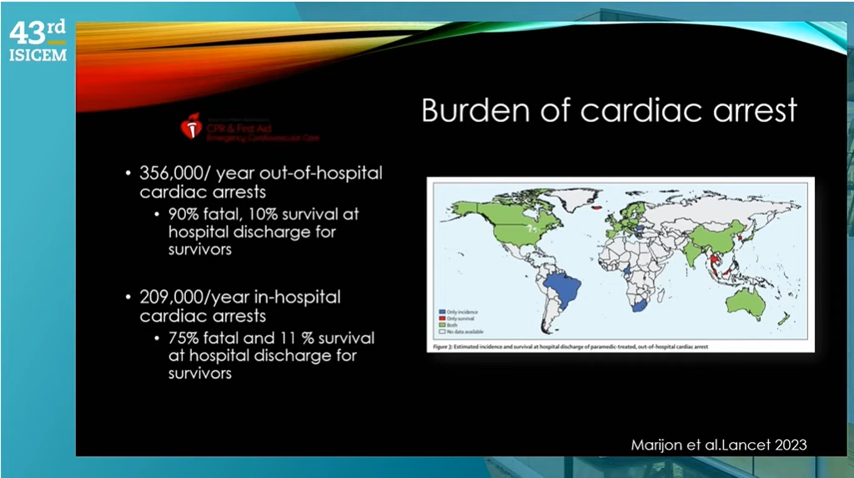 43rd
ISICEM
Burden of cardiac arrest
CPR & First Aid
Emergency Cardiovascular Care
• 356,000/ year out-of-hospital
cardiac arrests
• 90% fatal, 10% survival at
hospital discharge for
survivors
• 209,000/year in-hospital
cardiac arrests
• 75% fatal and 11 % survival
at hospital discharge for
survivors
Only incidence
Only survival
Both
No data available
Figure 3: Estimated incidence and survival at hospital discharge of paramedic-treated, out-of-hospital cardiac arrest
Marijon et al.Lancet 2023